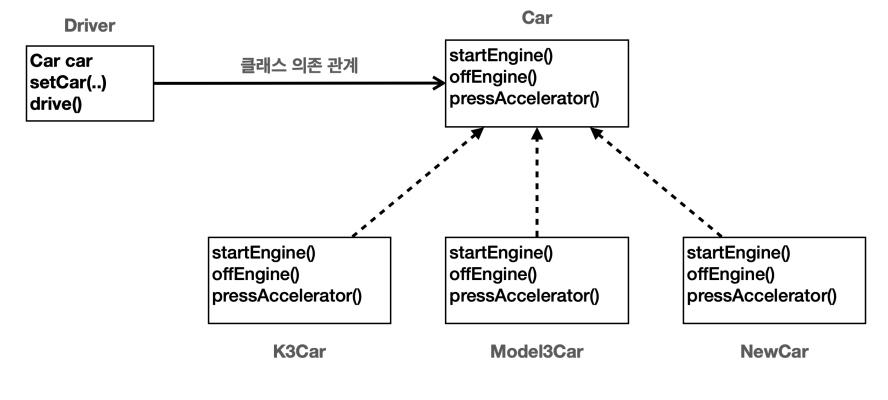 Driver
Car car
setCar(..)
drive()
클래스 의존 관계
Car
startEngine()
offEngine()
pressAccelerator()
startEngine()
offEngine()
pressAccelerator()
K3Car
startEngine()
offEngine()
pressAccelerator()
Model3Car
startEngine()
offEngine()
pressAccelerator()
NewCar